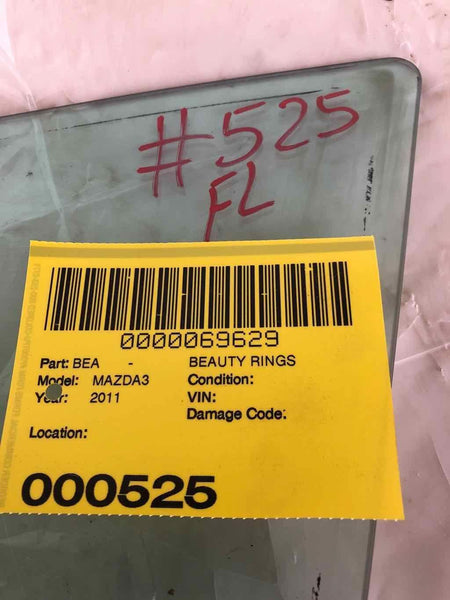 #525
FL
0000069629
Part: BEA - BEAUTY RINGS
Model: MAZDA3 Condition:
Year: 2011 VIN:
Damage Code:
Location:
000525